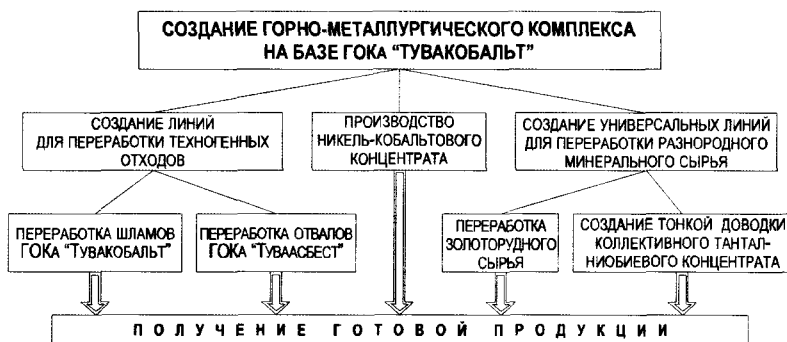 СОЗДАНИЕ ГОРНО-МЕТАЛЛУРГИЧЕСКОГО КОМПЛЕКСА
НА БАЗЕ ГОКА "ТУВАКОБАЛЬТ"
СОЗДАНИЕ ЛИНИЙ
ДЛЯ ПЕРЕРАБОТКИ ТЕХНОГЕННЫХ
ОТХОДОВ
ПРОИЗВОДСТВО
НИКЕЛЬ-КОБАЛЬТОВОГО
КОНЦЕНТРАТА
СОЗДАНИЕ УНИВЕРСАЛЬНЫХ ЛИНИЙ
ДЛЯ ПЕРЕРАБОТКИ РАЗНОРОДНОГО
МИНЕРАЛЬНОГО СЫРЬЯ
ПЕРЕРАБОТКА ШЛАМОВ
ГОКа "ТУВАКОБАЛЬТ"
ПЕРЕРАБОТКА ОТВАЛОВ
ГОКа "ТУВААСБЕСТ"
ПЕРЕРАБОТКА
ЗОЛОТОРУДНОГО
СЫРЬЯ
СОЗДАНИЕ ТОНКОЙ ДОВОДКИ
КОЛЛЕКТИВНОГО ТАНТАЛ-
НИОБИЕВОГО КОНЦЕНТРАТА
ПОЛУЧЕНИЕ ГОТОВОЙ ПРОДУКЦИИ